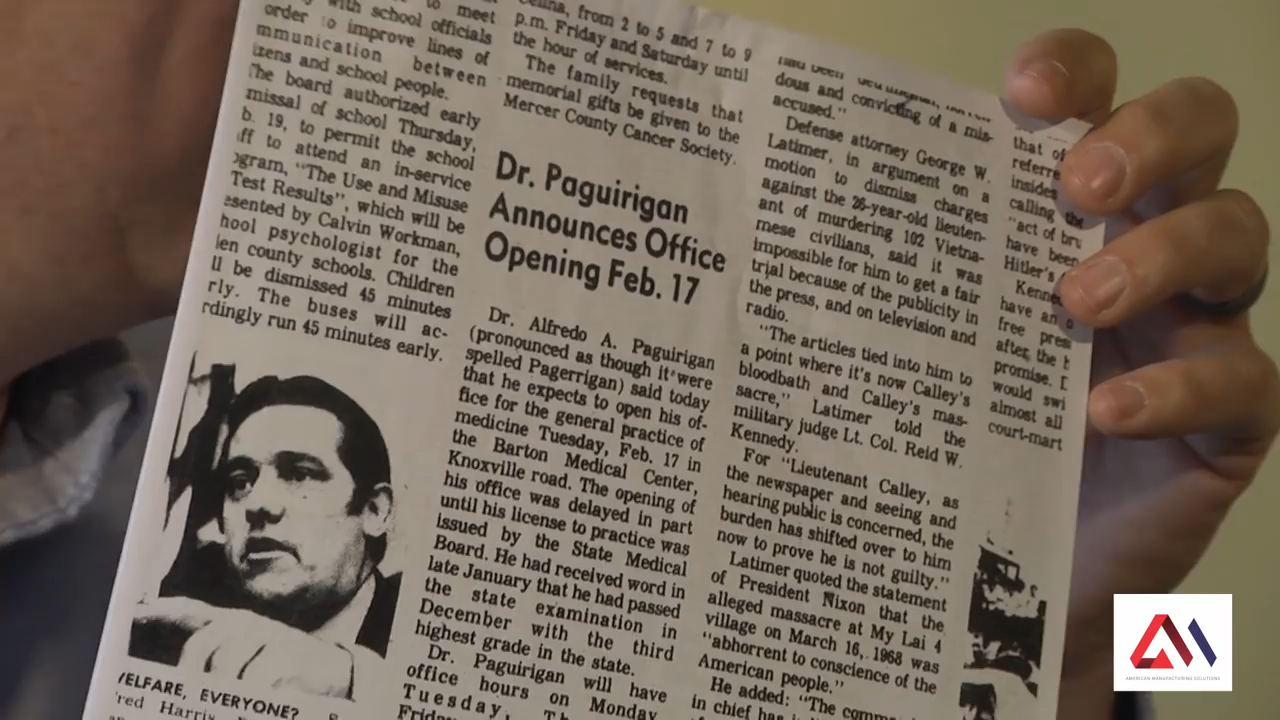 to meet
with school officials
order to improve lines of
mmunication between
izens and school people.
The board authorized early
missal of school Thursday,
b. 19, to permit the school
ff to attend an in-service
ogram, "The Use and Misuse
Test Results", which will be
esented by Calvin Workman,
hool psychologist for the
len county schools. Children
ll be dismissed 45 minutes
rly. The buses will ac-
rdingly run 45 minutes early.
/ELFARE, EVERYONE?
'red Harris
Celina, from 2 to 5 and 7 to 9
p.m. Friday and Saturday until
the hour of services.
The family requests that
memorial gifts be given to the
Mercer County Cancer Society.
Dr. Paguirigan
Announces Office
Opening Feb. 17
Dr. Alfredo A. Paguirigan
(pronounced as though it were
spelled Pagerrigan) said today
that he expects to open his of-
fice for the general practice of
medicine Tuesday, Feb. 17 in
the Barton Medical Center,
Knoxville road. The opening of
his office was delayed in part
until his license to practice was
issued by the State Medical
Board. He had received word in
late January that he had passed
the state examination in
December with the third
highest grade in the state.
Dr. Paguirigan will have
office hours on Monday
Tuesday,
Friday
dous and convicting of a mis-
accused."
Defense attorney George W.
Latimer, in argument on a
motion to dismiss charges
against the 26-year-old lieuten-
ant of murdering 102 Vietna-
mese civilians, said it was
impossible for him to get a fair
trial because of the publicity in
the press, and on television and
radio.
"The articles tied into him to
a point where it's now Calley's
bloodbath and Calley's mas-
sacre," Latimer told the
military judge Lt. Col. Reid W.
Kennedy.
For "Lieutenant Calley, as
the newspaper and seeing and
hearing public is concerned, the
burden has shifted over to him
now to prove he is not guilty."
Latimer quoted the statement
of President Nixon that the
alleged massacre at My Lai 4
village on March 16, 1968 was
"abhorrent to conscience of the
American people."
He added: "The comm
in chief has
that of
referre
insides
calling the
"act of bru
have been
Hitler's
Kenne
have an
free pres
after, the
promise.
would swi
almost all
court-mart
AMERICAN MANUFACTURING SOLUTIONS